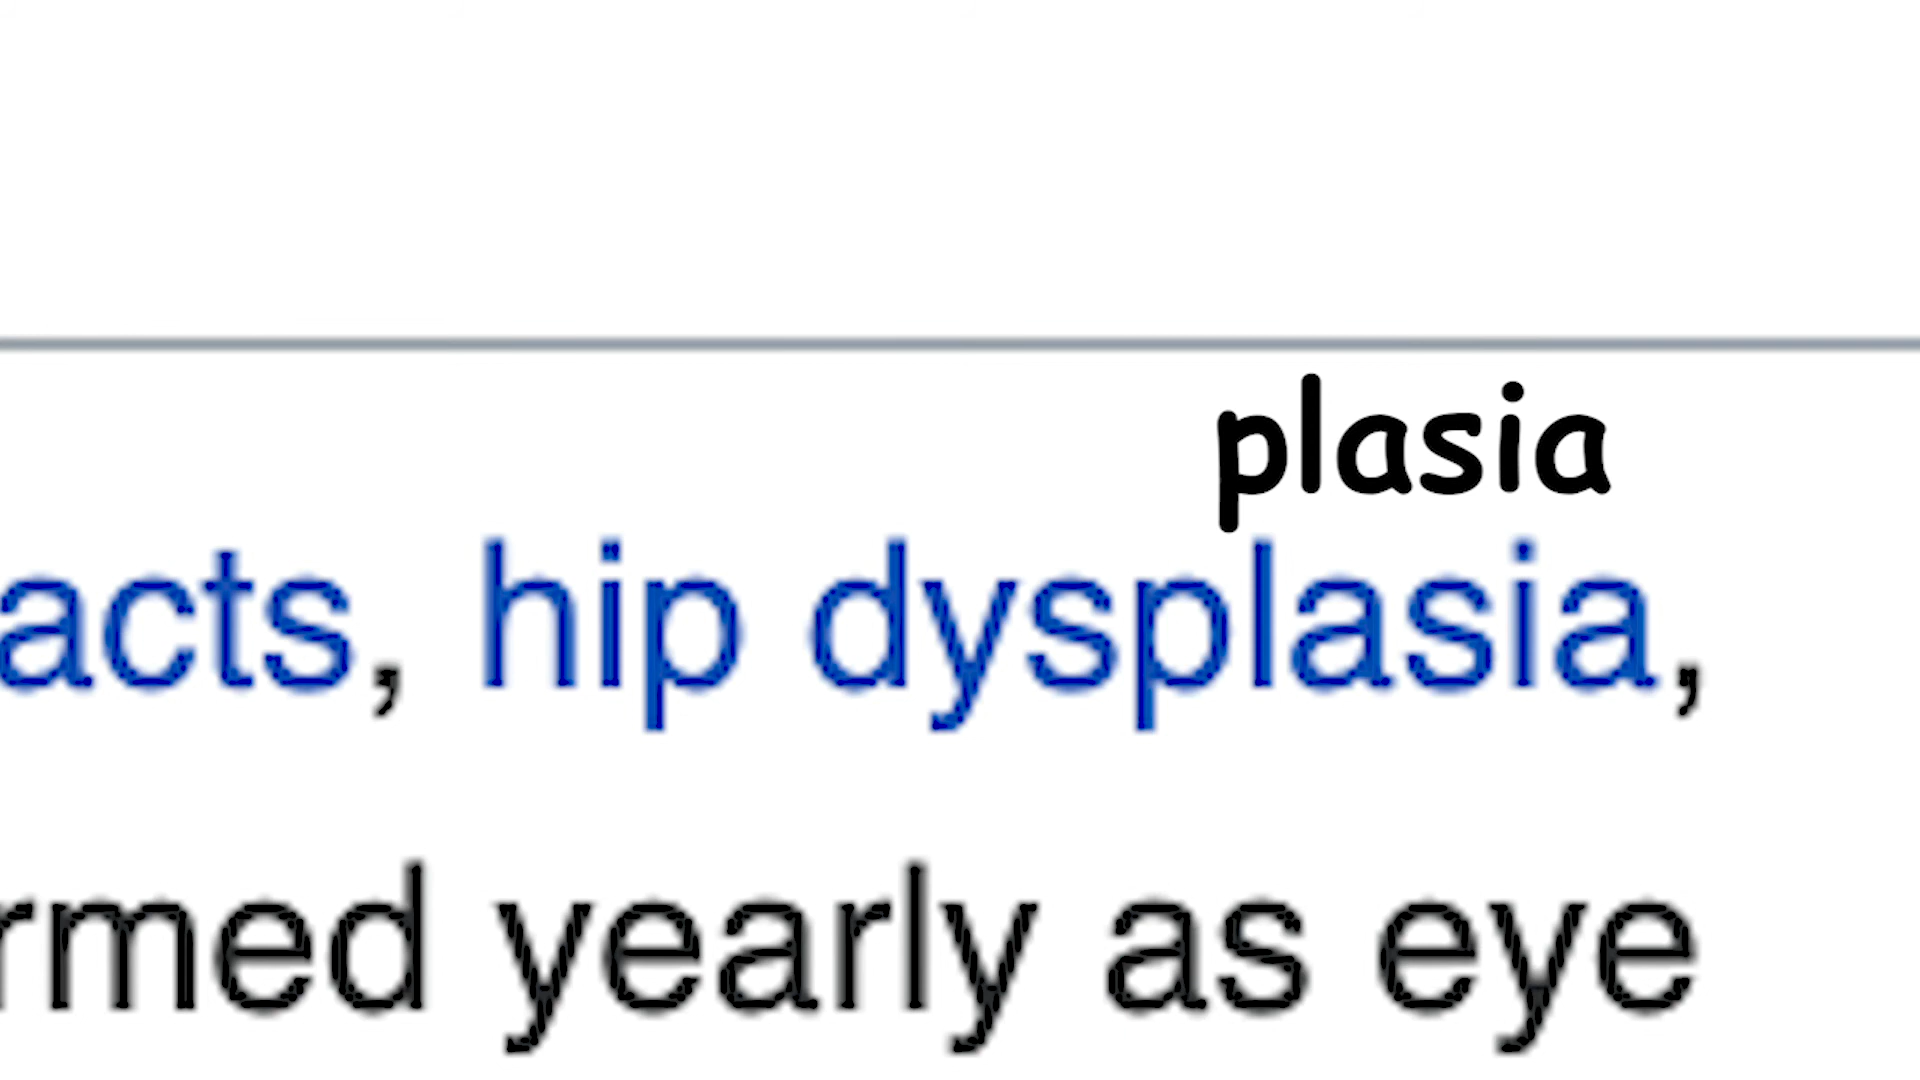 plasia
acts, hip dysplasia,
rmed yearly as eye